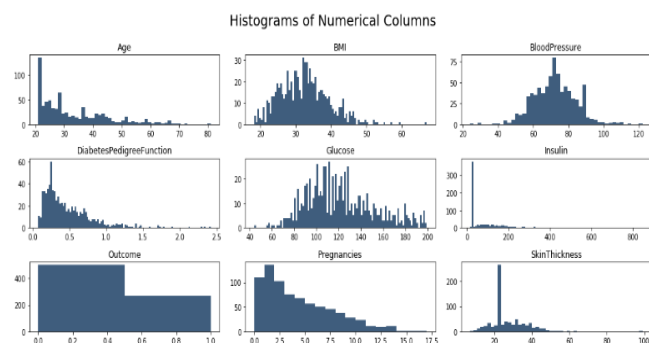 Histograms of Numerical Columns
Age BMI BloodPressure
100 50 0
20 30 40 50 60 70 80
30 20 10 0
20 30 40 50 60
75 50 25 0
20 40 60 80 100 120
DiabetesPedigreeFunction Glucose Insulin
60 40 20 0
0.0 0.5 1.0 1.5 2.0 2.5
20 10 0
40 60 80 100 120 140 160 180 200
300 200 100 0
0 200 400 600 800
Outcome Pregnancies SkinThickness
400 200 0
0.0 0.2 0.4 0.6 0.8 1.0
100 50 0
0.0 2.5 5.0 7.5 10.0 12.5 15.0 17.5
200 100 0
20 40 60 80 100